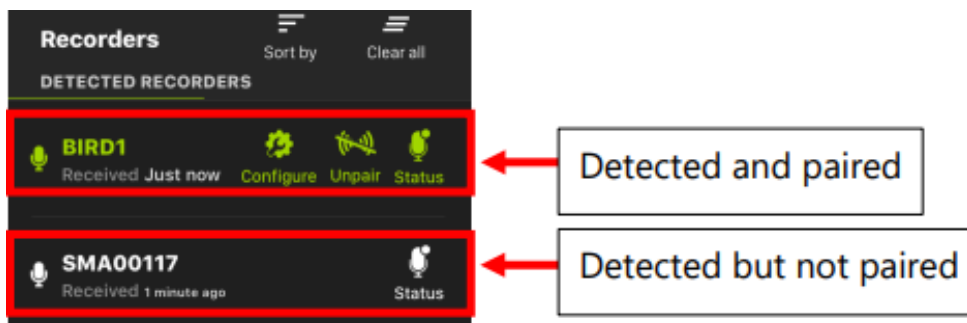 Recorders
Sort by
Clear all
DETECTED RECORDERS
BIRD1
Received Just now
Configure
Unpair
Status
Detected and paired
SMA00117
Received 1 minute ago
Status
Detected but not paired